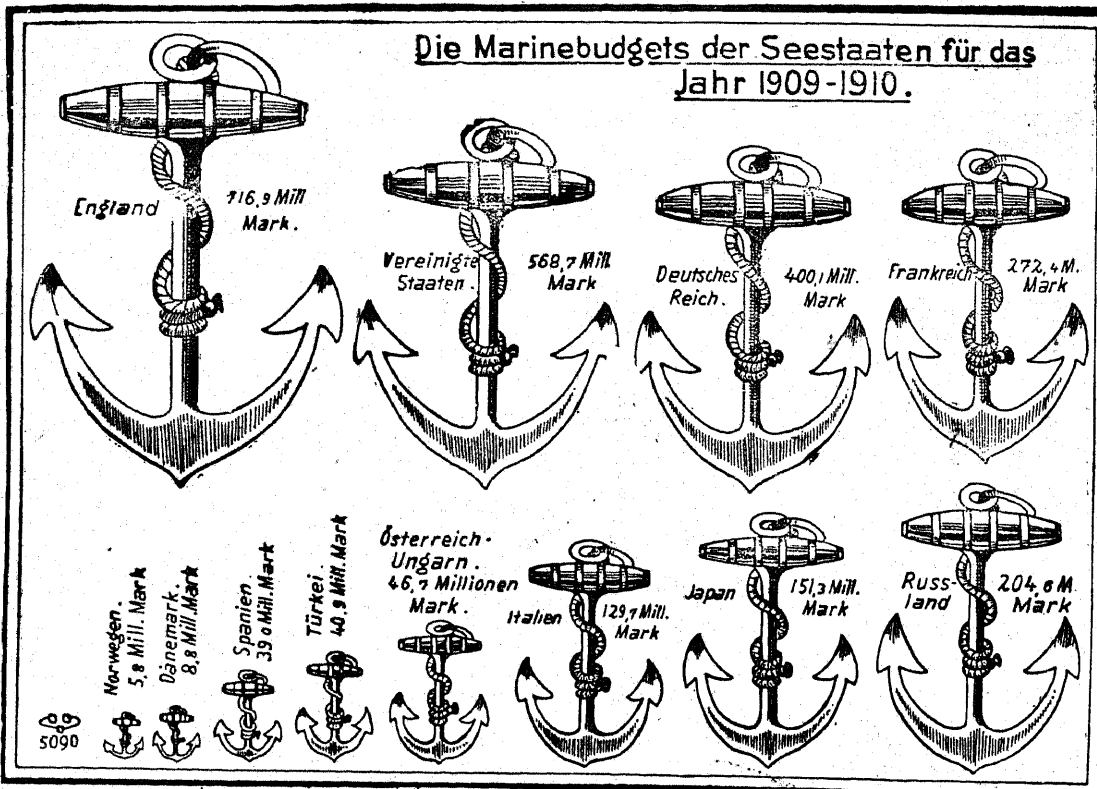 Die Marinebudgets der Seestaaten für das
Jahr 1909-1910.
England
716,9 Mill
Mark.
Vereinigte
Staaten.
568,7 Mill.
Mark
Deutsches
Reich.
400,1 Mill.
Mark
Frankreich
272,4 M.
Mark
Norwegen.
5,8 Mill. Mark
Dänemark.
8,8 Mill. Mark
Spanien.
39 0 Mill. Mark
Türkei.
40,9 Mill. Mark
Österreich-
Ungarn.
46,7 Millionen
Mark.
Italien
129,7 Mill.
Mark
Japan
151,3 Mill.
Mark
Russ-
land
204,6 M.
Mark
5090